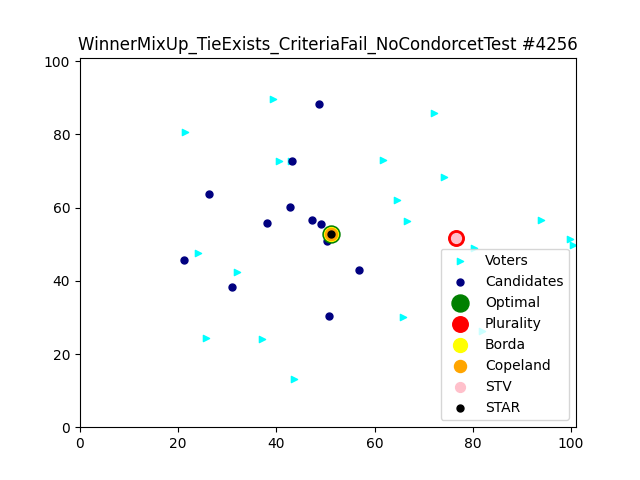 WinnerMixUp_TieExists_CriteriaFail_NoCondorcetTest #4256
100
80
60
40
20
0
Voters
Candidates
Optimal
Plurality
Borda
Copeland
STV
STAR
0 20 40 60 80 100